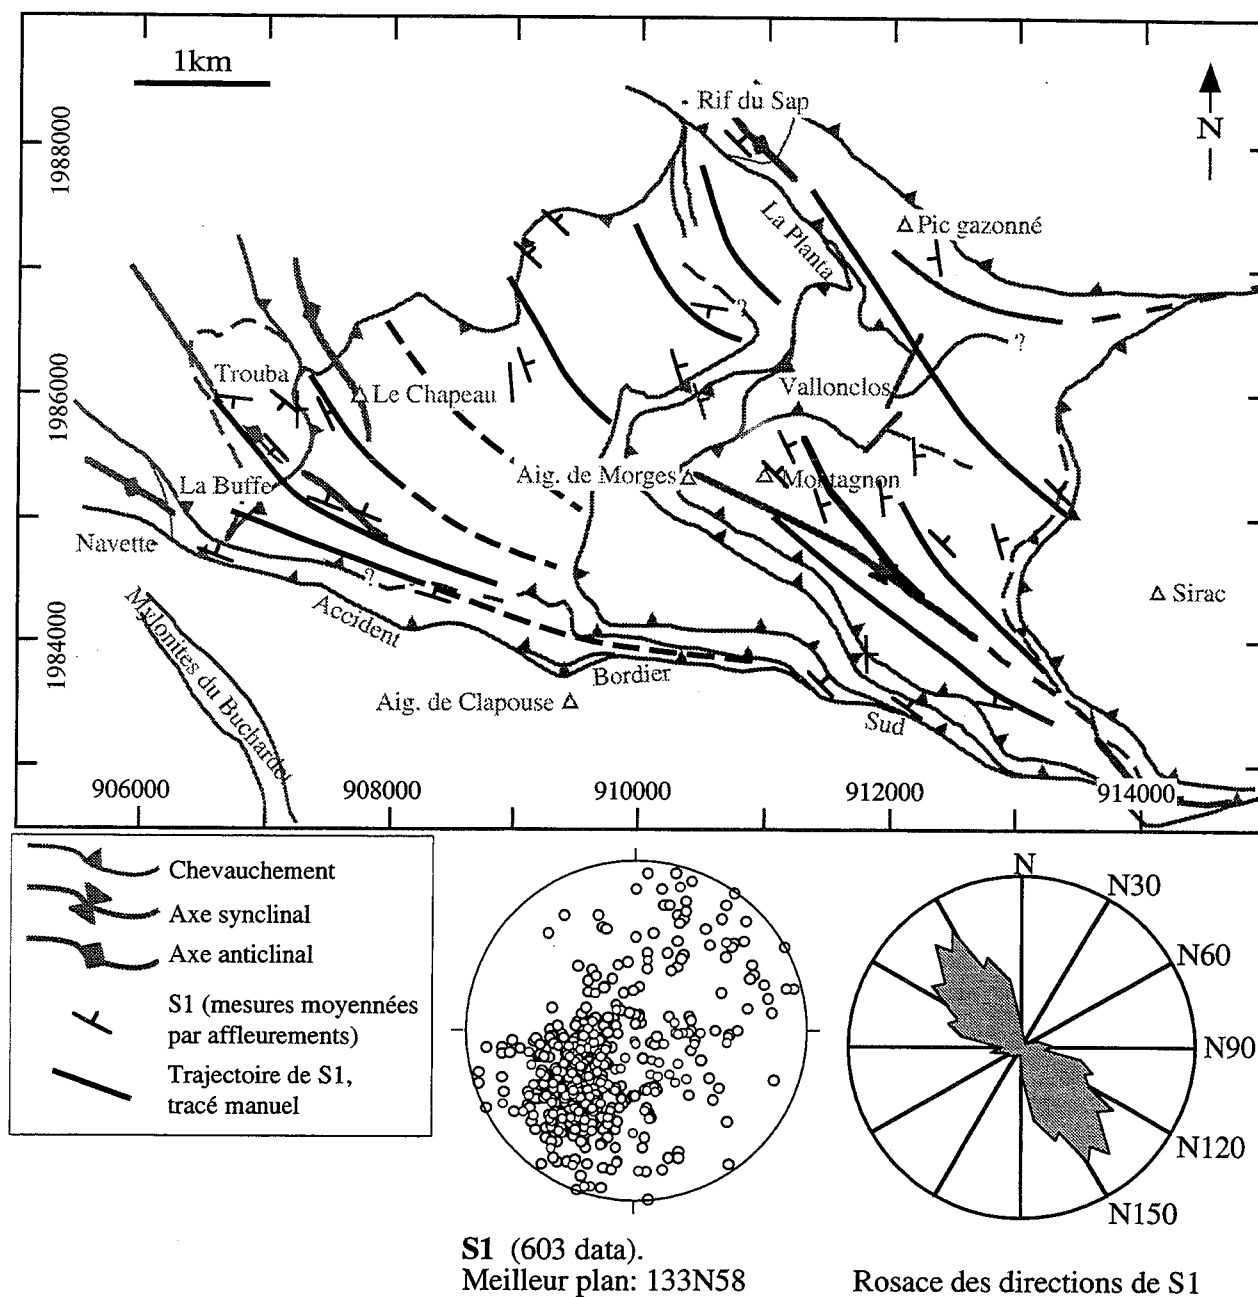 1km
Rif du Sap
N
1988000
La Planta
Pic gazonné
?
?
Trouba
Le Chapeau
Vallonclos
1986000
Aig. de Morges
Montagnon
La Buffe
Navette
?
Sirac
Accident
1984000
Mylonites du Buchardet
Bordier
Aig. de Clapouse
Sud
906000
908000
910000
912000
914000
Chevauchement
Axe synclinal
Axe anticlinal
S1 (mesures moyennées
par affleurements)
Trajectoire de S1,
tracé manuel
N
N30
N60
N90
N120
N150
S1 (603 data).
Meilleur plan: 133N58
Rosace des directions de S1